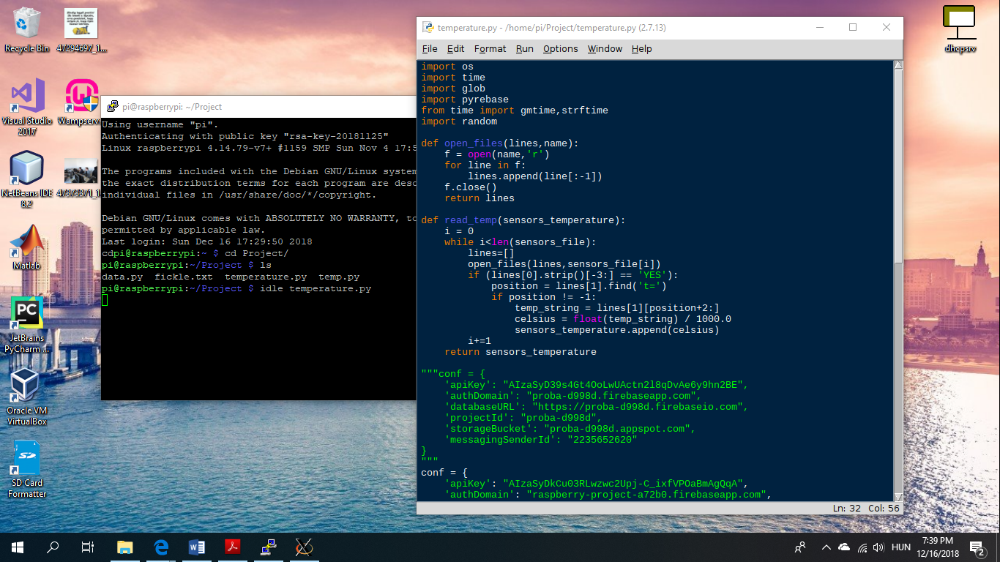 Recycle Bin
47294697_1...
Visual Studio
2017
Wampserv
NetBeans IDE
8.2
47373371_1
Matlab
PC
JetBrains
PyCharm ...
Oracle VM
VirtualBox
SD
SD Card
Formatter
dhcpsrv
pi@raspberrypi: ~/Project
Using username "pi".
Authenticating with public key "rsa-key-20181125"
Linux raspberrypi 4.14.79-v7+ #1159 SMP Sun Nov 4 17:5
The programs included with the Debian GNU/Linux system
the exact distribution terms for each program are desc
individual files in /usr/share/doc/*/copyright.
Debian GNU/Linux comes with ABSOLUTELY NO WARRANTY, to
permitted by applicable law.
Last login: Sun Dec 16 17:29:50 2018
cdpi@raspberrypi:~ $ cd Project/
pi@raspberrypi:~/Project $ ls
data.py  fickle.txt  temperature.py  temp.py
pi@raspberrypi:~/Project $ idle temperature.py
temperature.py - /home/pi/Project/temperature.py (2.7.13)
File Edit Format Run Options Window Help
import os
import time
import glob
import pyrebase
from time import gmtime,strftime
import random
def open_files(lines,name):
    f = open(name,'r')
    for line in f:
        lines.append(line[:-1])
    f.close()
    return lines
def read_temp(sensors_temperature):
    i = 0
    while i<len(sensors_file):
        lines=[]
        open_files(lines,sensors_file[i])
        if (lines[0].strip()[-3:] == 'YES'):
            position = lines[1].find('t=')
            if position != -1:
                temp_string = lines[1][position+2:]
                celsius = float(temp_string) / 1000.0
                sensors_temperature.append(celsius)
        i+=1
    return sensors_temperature
"""conf = {
    'apiKey': "AIzaSyD39s4Gt4OoLwUActn2l8qDvAe6y9hn2BE",
    'authDomain': "proba-d998d.firebaseapp.com",
    'databaseURL': "https://proba-d998d.firebaseio.com",
    'projectId': "proba-d998d",
    'storageBucket': "proba-d998d.appspot.com",
    'messagingSenderId': "2235652620"
}
"""
conf = {
    'apiKey': "AIzaSyDkCu03RLwzwc2Upj-C_ixfVPOaBmAgQqA",
    'authDomain': "raspberry-project-a72b0.firebaseapp.com",
Ln: 32 Col: 56
HUN
7:39 PM
12/16/2018
2